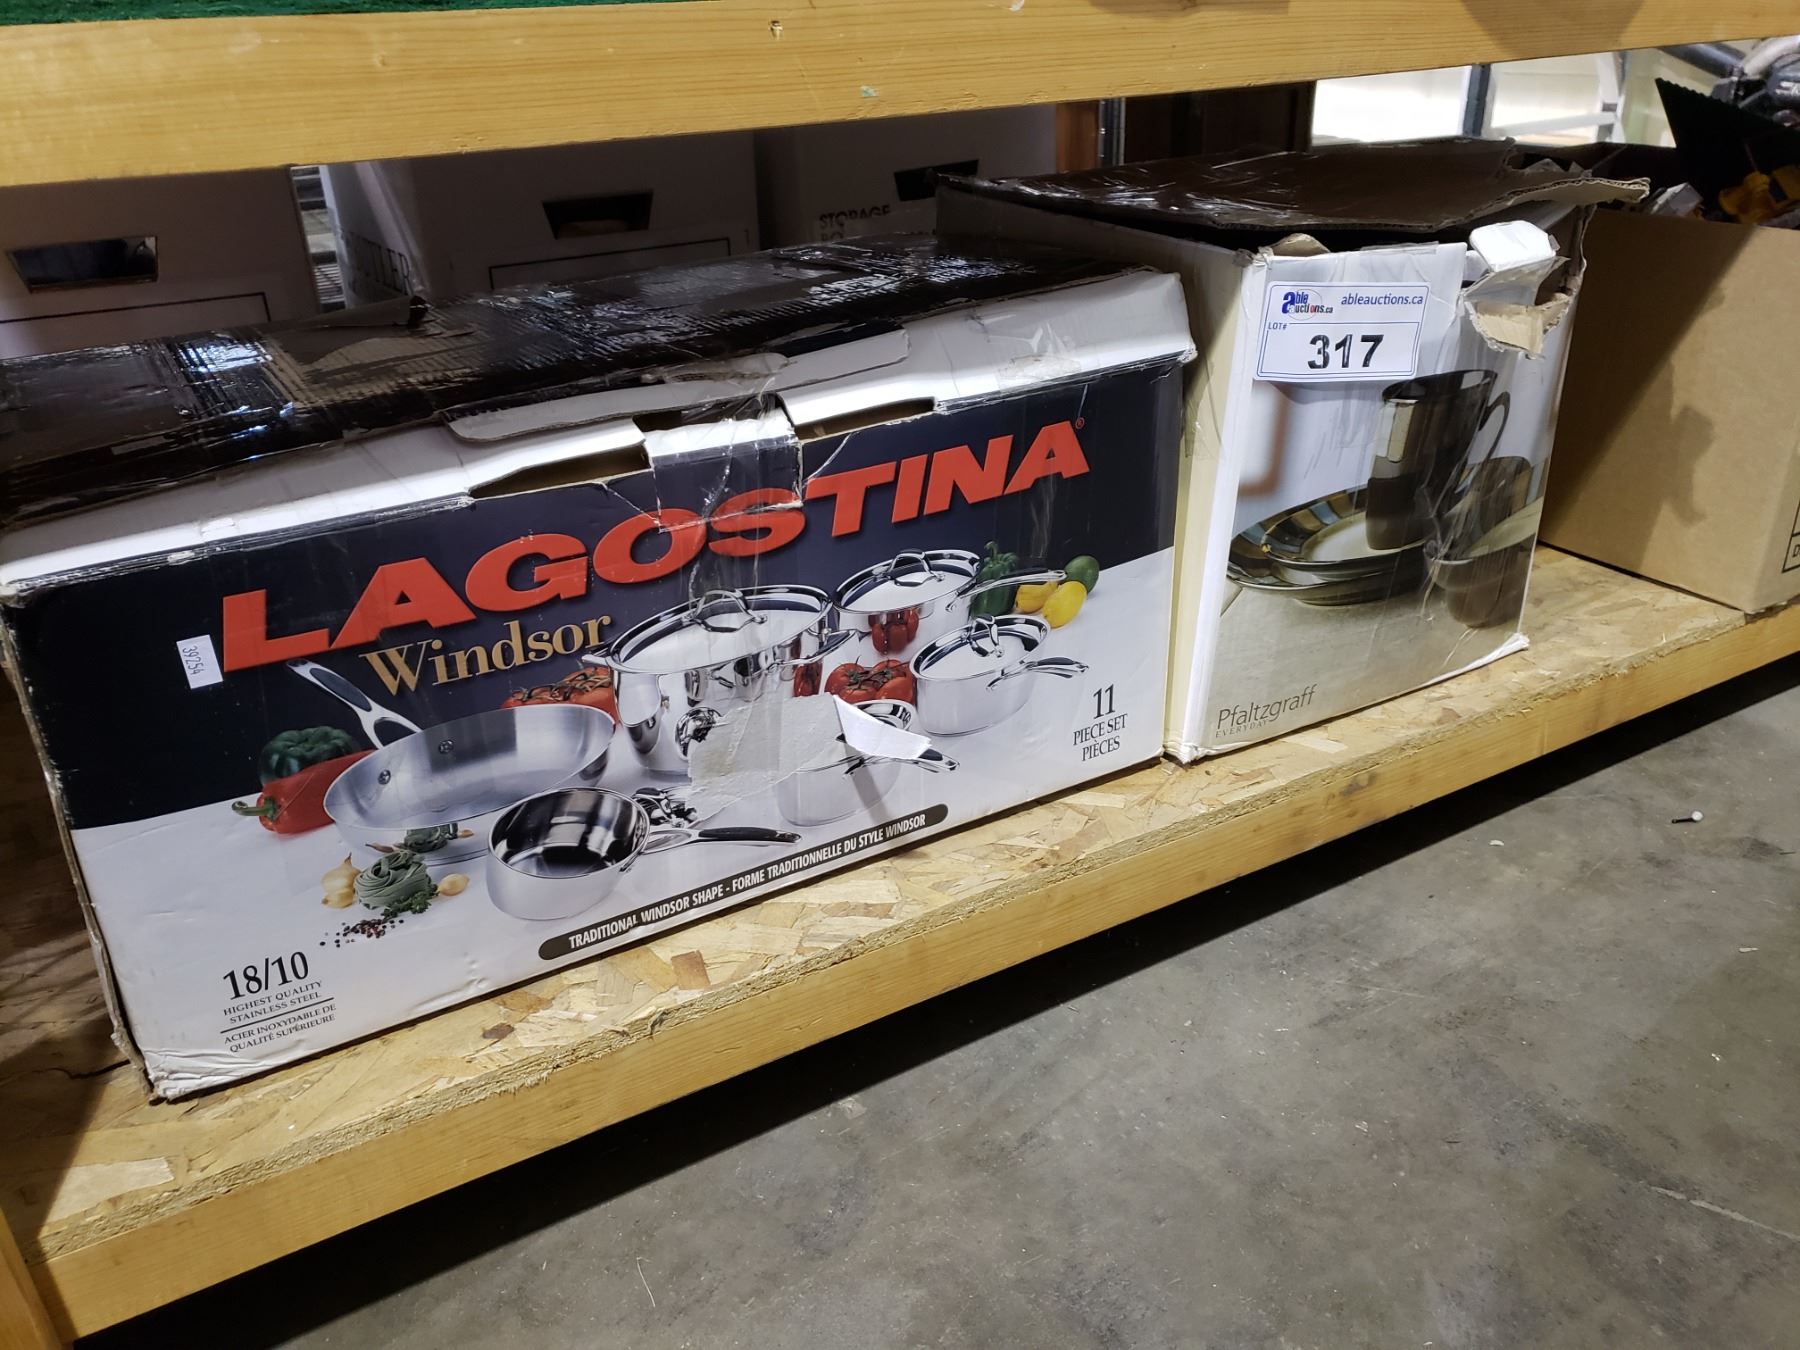 STORAGE
BUTLER
able
auctions.ca
ableauctions.ca
LOT#
317
LAGOSTINA®
Windsor
39254
11
PIECE SET
PIÈCES
TRADITIONAL WINDSOR SHAPE - FORME TRADITIONNELLE DU STYLE WINDSOR
18/10
HIGHEST QUALITY
STAINLESS STEEL
ACIER INOXYDABLE DE
QUALITÉ SUPÉRIEURE
Pfaltzgraff
EVERYDAY